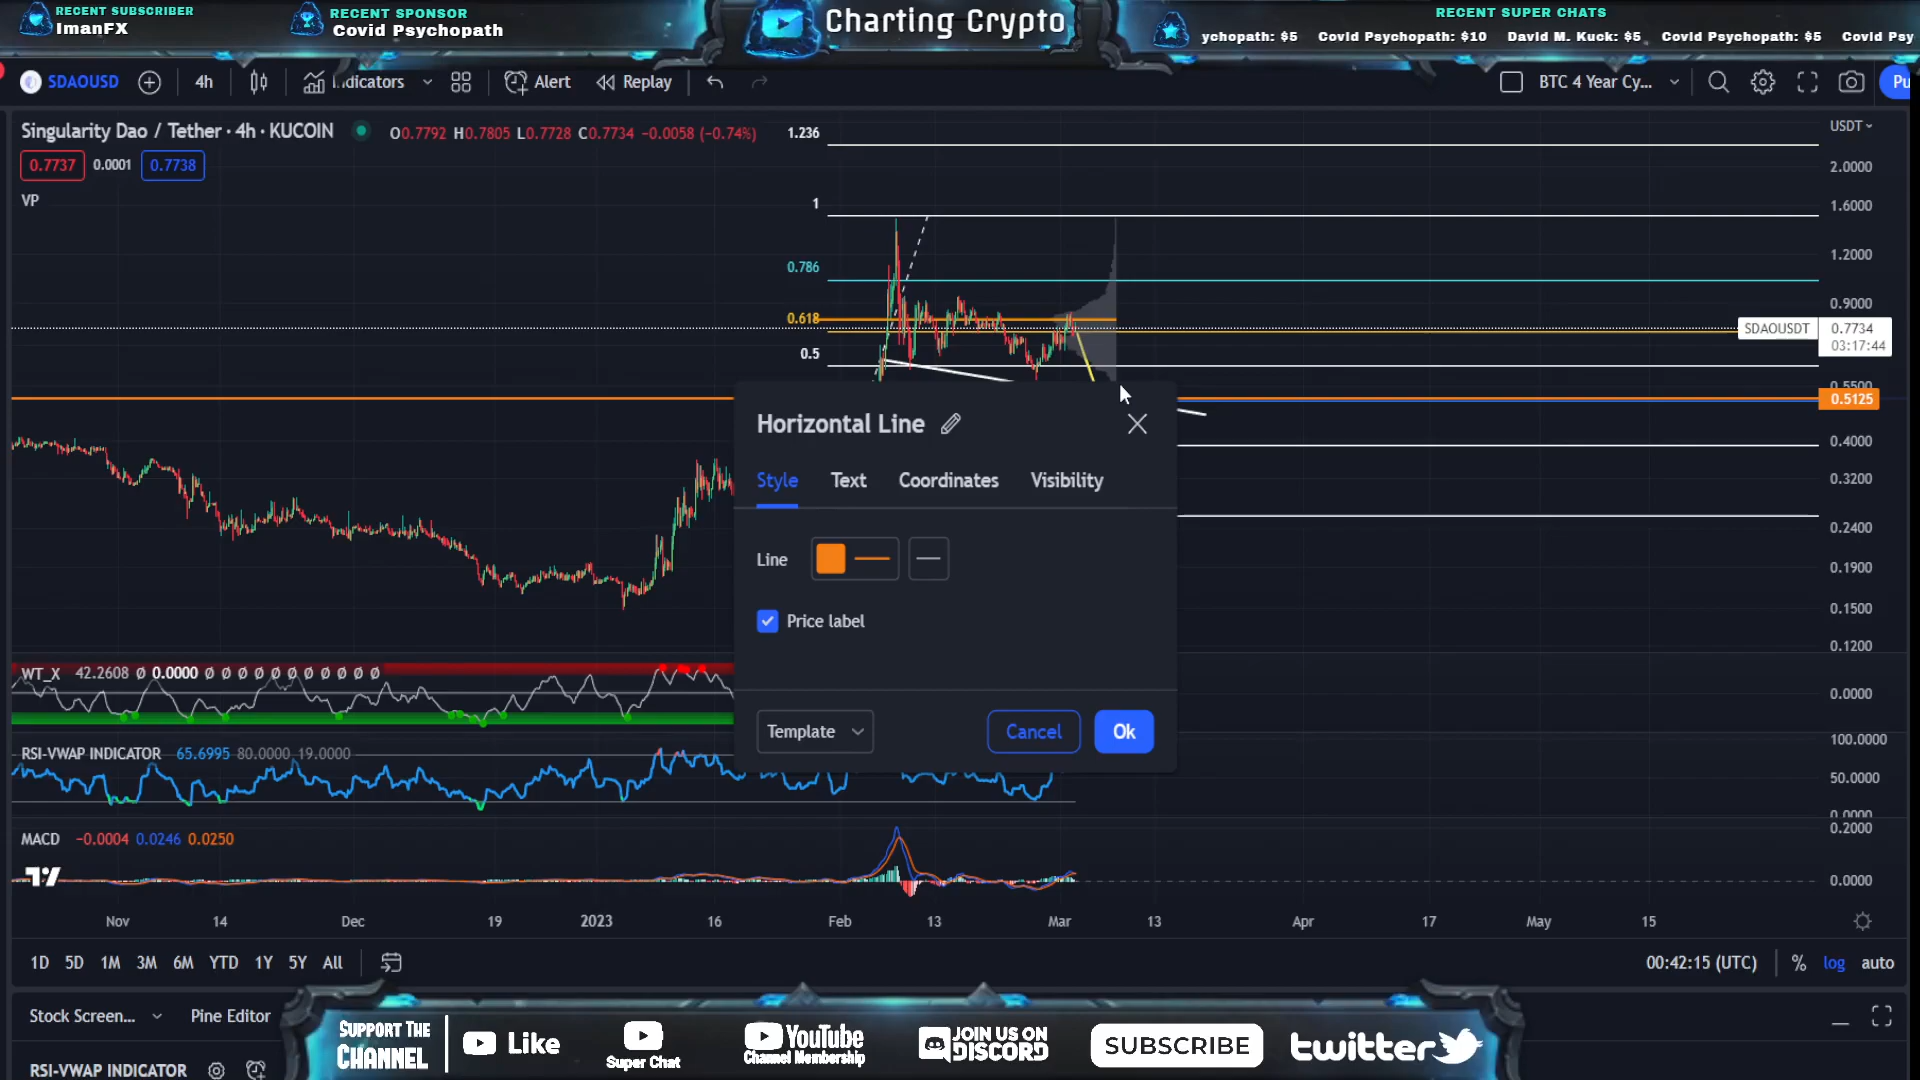 RECENT SUBSCRIBER
ImanFX
RECENT SPONSOR
Covid Psychopath
Charting Crypto
RECENT SUPER CHATS
ychopath: $5 Covid Psychopath: $10 David M. Kuck: $5 Covid Psychopath: $5 Covid Psy
SDAOUSD 4h Indicators Alert Replay BTC 4 Year Cy... Pu
Singularity Dao / Tether · 4h · KUCOIN O0.7792 H0.7805 L0.7728 C0.7734 −0.0058 (−0.74%)
0.7737 0.0001 0.7738
VP
1.236
1
0.786
0.618
0.5
USDT
2.0000
1.6000
1.2000
0.9000
SDAOUSDT 0.7734
03:17:44
0.5500
0.5125
0.4000
0.3200
0.2400
0.1900
0.1500
0.1200
Horizontal Line
Style Text Coordinates Visibility
Line
Price label
Template Cancel Ok
WT_X 42.2608 Ø 0.0000 Ø Ø Ø Ø Ø Ø Ø Ø Ø Ø Ø
0.0000
RSI-VWAP INDICATOR 65.6995 80.0000 19.0000
100.0000
50.0000
0.0000
MACD −0.0004 0.0246 0.0250
0.2000
0.0000
Nov 14 Dec 19 2023 16 Feb 13 Mar 13 Apr 17 May 15
1D 5D 1M 3M 6M YTD 1Y 5Y All 00:42:15 (UTC) % log auto
Stock Screen... Pine Editor
RSI-VWAP INDICATOR
SUPPORT THE
CHANNEL
Like
Super Chat
YouTube
Channel Membership
JOIN US ON
DISCORD
SUBSCRIBE
twitter